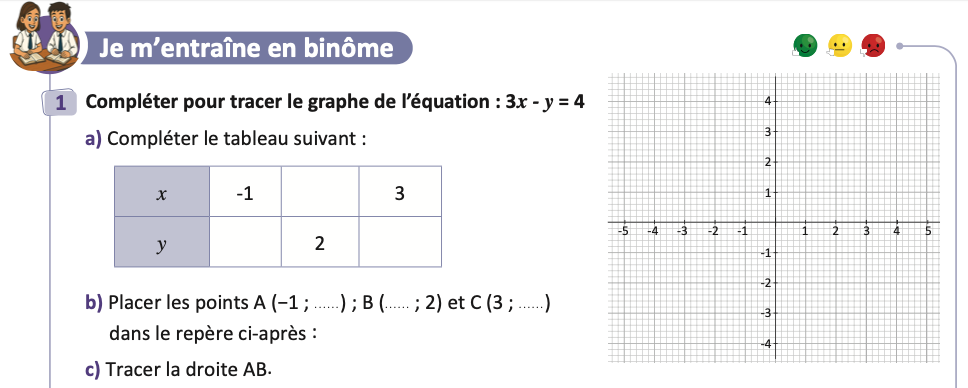 Je m’entraîne en binôme
1 Compléter pour tracer le graphe de l’équation : 3x - y = 4
a) Compléter le tableau suivant :
x -1 3
y 2
b) Placer les points A (−1 ; ......) ; B (...... ; 2) et C (3 ; ......)
dans le repère ci-après :
c) Tracer la droite AB.
4
3
2
1
-5 -4 -3 -2 -1 1 2 3 4 5
-1
-2
-3
-4